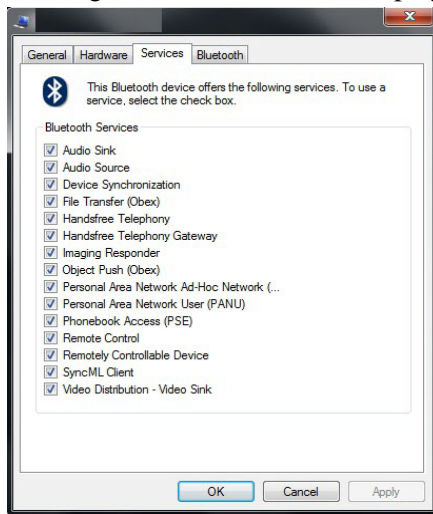 General Hardware Services Bluetooth
This Bluetooth device offers the following services. To use a
service, select the check box.
Bluetooth Services
Audio Sink
Audio Source
Device Synchronization
File Transfer (Obex)
Handsfree Telephony
Handsfree Telephony Gateway
Imaging Responder
Object Push (Obex)
Personal Area Network Ad-Hoc Network (...
Personal Area Network User (PANU)
Phonebook Access (PSE)
Remote Control
Remotely Controllable Device
SyncML Client
Video Distribution - Video Sink
OK Cancel Apply